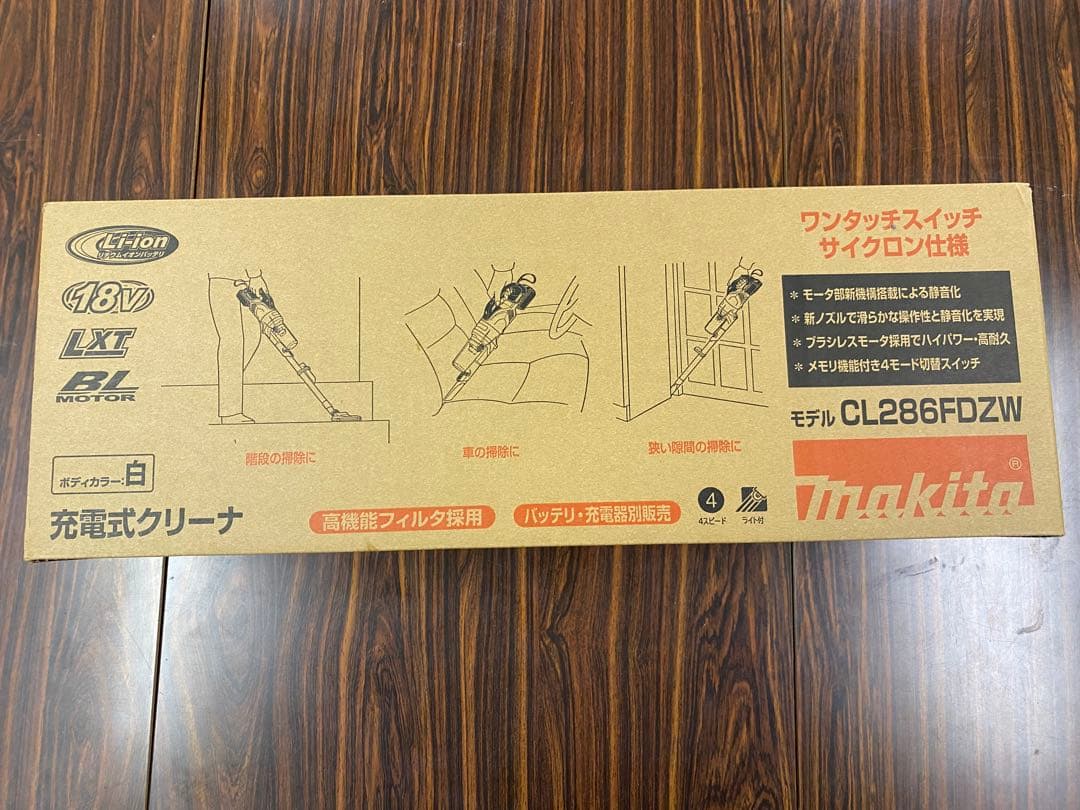 Li-ion
リチウムイオンバッテリ
18V
LXT
BL
MOTOR
ボディカラー:白
充電式クリーナ
階段の掃除に
車の掃除に
狭い隙間の掃除に
高機能フィルタ採用
バッテリ・充電器別販売
4
4スピード
ライト付
ワンタッチスイッチ
サイクロン仕様
* モータ部新機構搭載による静音化
* 新ノズルで滑らかな操作性と静音化を実現
* ブラシレスモータ採用でハイパワー・高耐久
* メモリ機能付き4モード切替スイッチ
モデル CL286FDZW
makita®